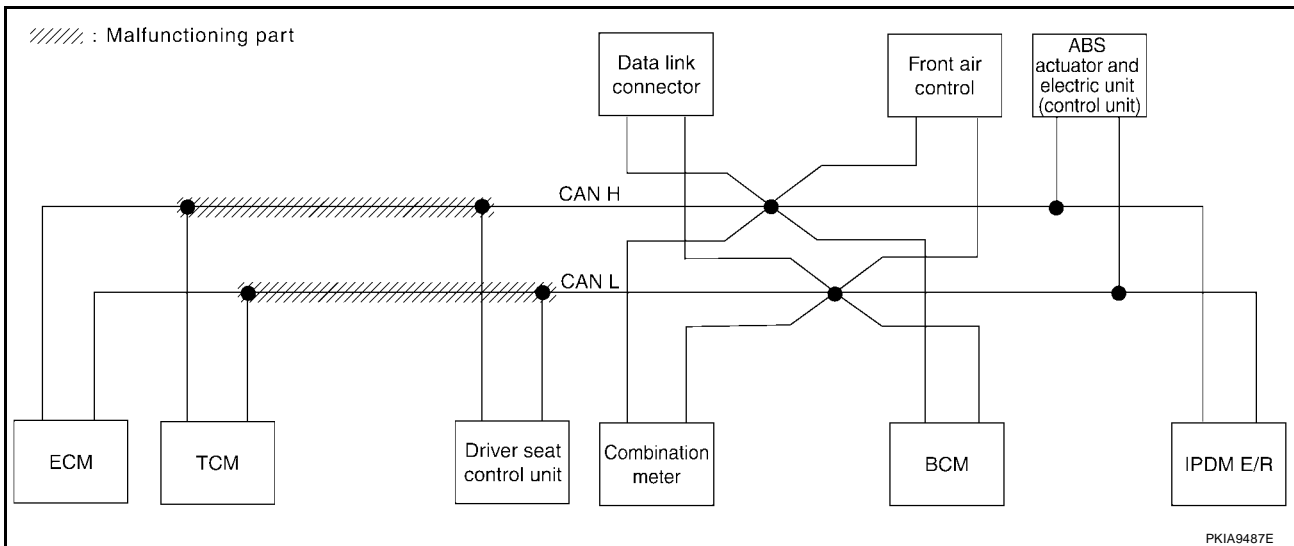 : Malfunctioning part
Data link
connector
Front air
control
ABS
actuator and
electric unit
(control unit)
CAN H
CAN L
ECM
TCM
Driver seat
control unit
Combination
meter
BCM
IPDM E/R
PKIA9487E